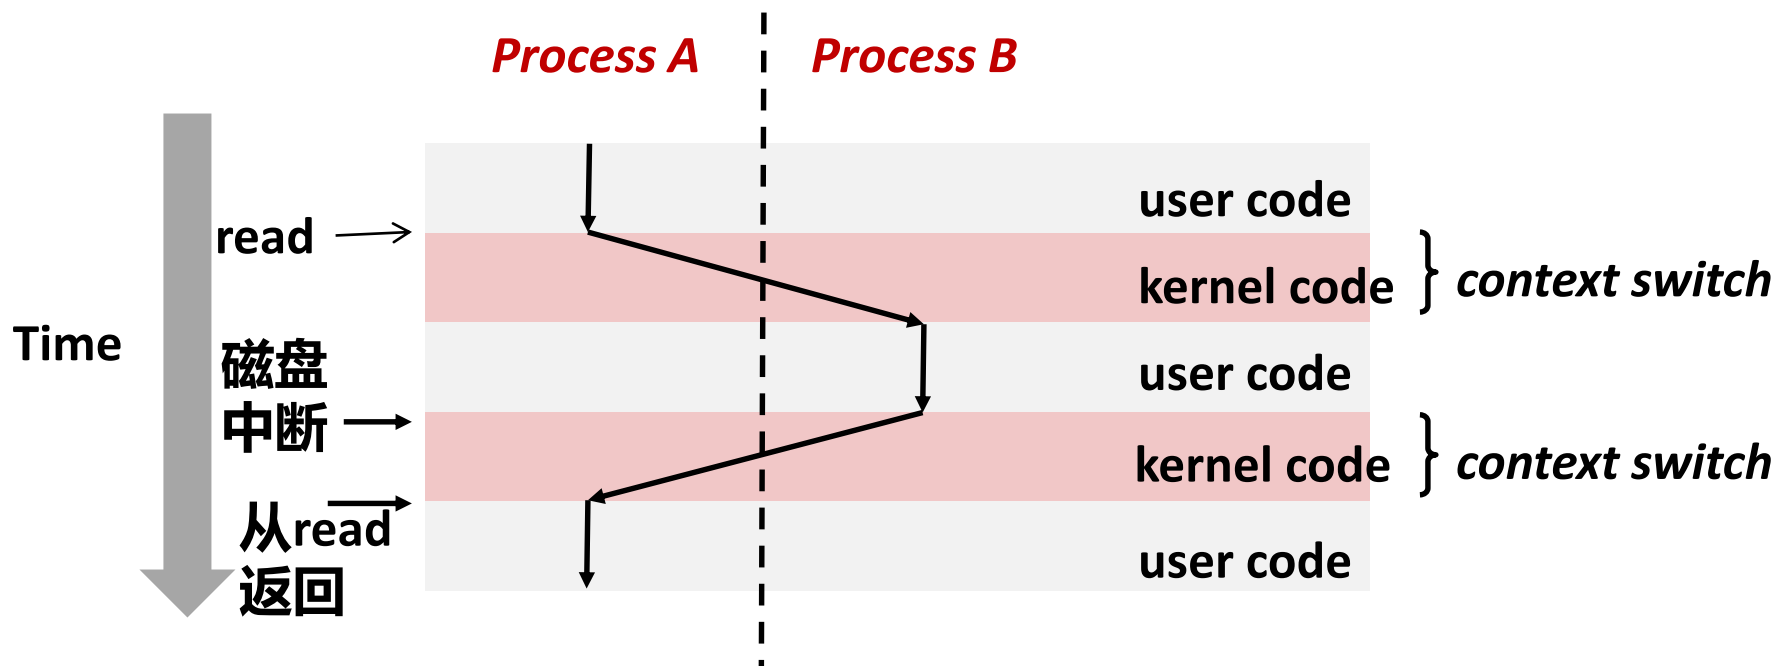 Process A
Process B
user code
read
kernel code
context switch
Time
磁盘
中断
user code
kernel code
context switch
从read
返回
user code